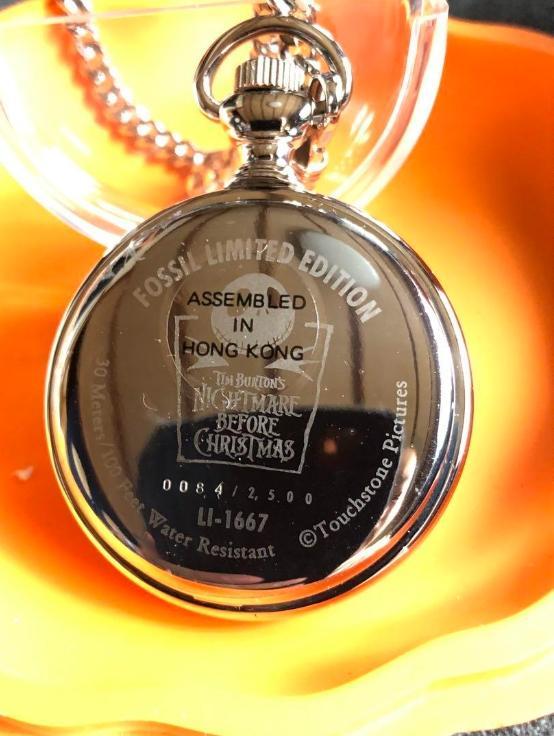 FOSSIL LIMITED EDITION
ASSEMBLED
IN
HONG KONG
TIM BURTON'S
NIGHTMARE
BEFORE
CHRISTMAS
0084/2,500
LI-1667
30 Meters/100 Feet Water Resistant
©Touchstone Pictures